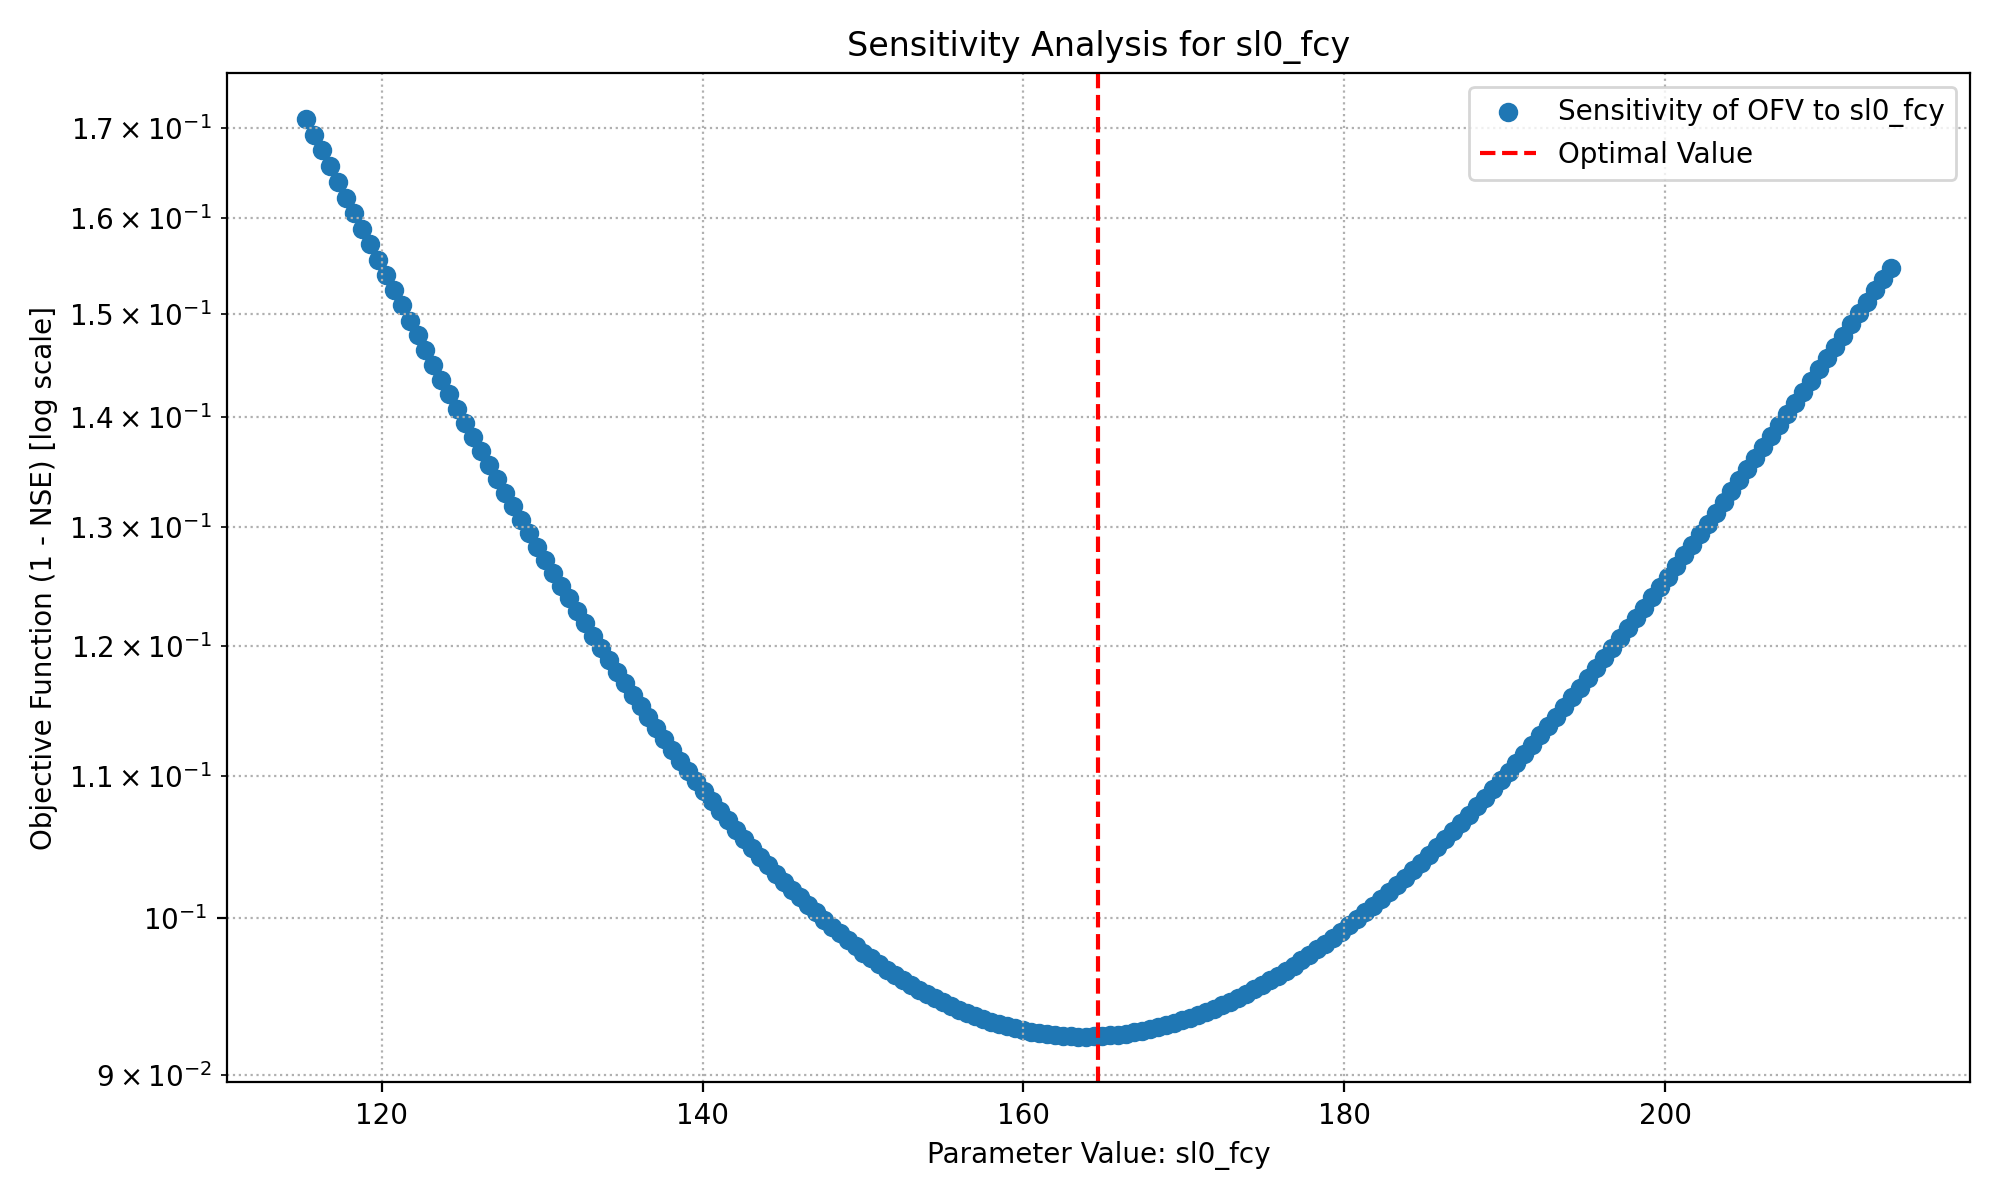 Sensitivity Analysis for sl0_fcy
Sensitivity of OFV to sl0_fcy
Optimal Value
Objective Function (1 - NSE) [log scale]
1.7 × 10⁻¹
1.6 × 10⁻¹
1.5 × 10⁻¹
1.4 × 10⁻¹
1.3 × 10⁻¹
1.2 × 10⁻¹
1.1 × 10⁻¹
10⁻¹
9 × 10⁻²
120 140 160 180 200
Parameter Value: sl0_fcy